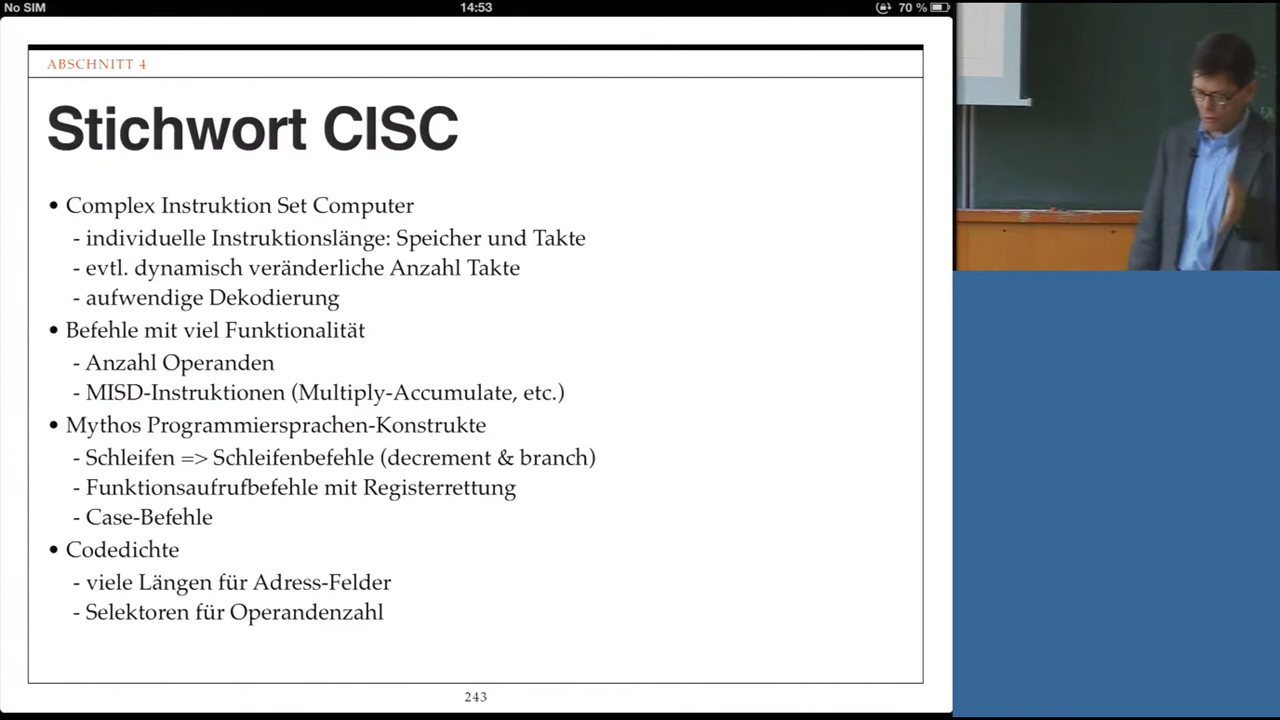 No SIM
14:53
70 %
ABSCHNITT 4
Stichwort CISC
• Complex Instruktion Set Computer
- individuelle Instruktionslänge: Speicher und Takte
- evtl. dynamisch veränderliche Anzahl Takte
- aufwendige Dekodierung
• Befehle mit viel Funktionalität
- Anzahl Operanden
- MISD-Instruktionen (Multiply-Accumulate, etc.)
• Mythos Programmiersprachen-Konstrukte
- Schleifen => Schleifenbefehle (decrement & branch)
- Funktionsaufrufbefehle mit Registerrettung
- Case-Befehle
• Codedichte
- viele Längen für Adress-Felder
- Selektoren für Operandenzahl
243